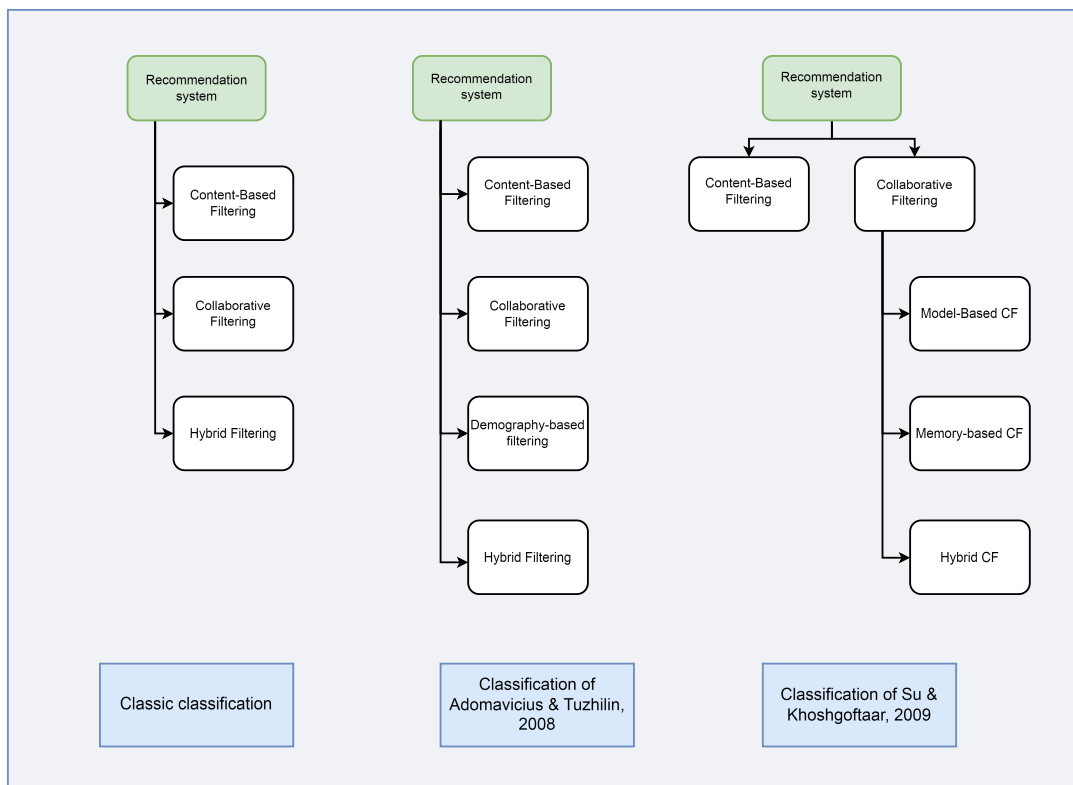 Recommendation
system
Content-Based
Filtering
Collaborative
Filtering
Hybrid Filtering
Classic classification
Recommendation
system
Content-Based
Filtering
Collaborative
Filtering
Demography-based
filtering
Hybrid Filtering
Classification of
Adomavicius & Tuzhilin,
2008
Recommendation
system
Content-Based
Filtering
Collaborative
Filtering
Model-Based CF
Memory-based CF
Hybrid CF
Classification of Su &
Khoshgoftaar, 2009